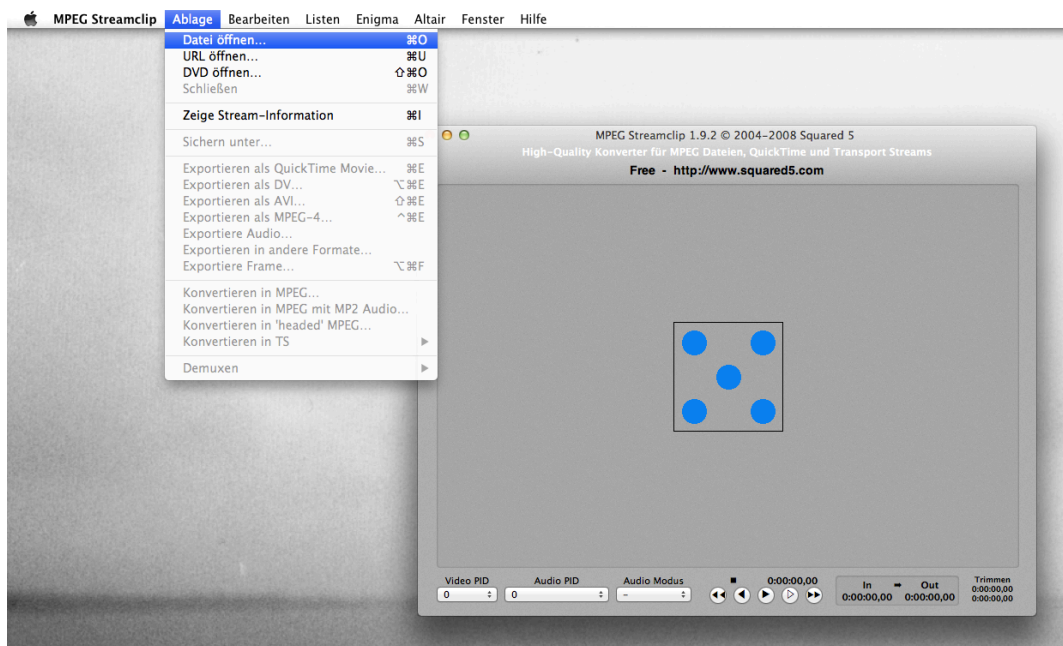 MPEG Streamclip Ablage Bearbeiten Listen Enigma Altair Fenster Hilfe
Datei öffnen... ⌘O
URL öffnen... ⌘U
DVD öffnen... ⇧⌘O
Schließen ⌘W
Zeige Stream-Information ⌘I
Sichern unter... ⌘S
Exportieren als QuickTime Movie... ⌘E
Exportieren als DV... ⌥⌘E
Exportieren als AVI... ⇧⌘E
Exportieren als MPEG-4... ^⌘E
Exportiere Audio...
Exportieren in andere Formate...
Exportiere Frame... ⌥⌘F
Konvertieren in MPEG...
Konvertieren in MPEG mit MP2 Audio...
Konvertieren in 'headed' MPEG...
Konvertieren in TS
Demuxen
MPEG Streamclip 1.9.2 © 2004-2008 Squared 5
High-Quality Konverter für MPEG Dateien, QuickTime und Transport Streams
Free - http://www.squared5.com
Video PID Audio PID Audio Modus 0:00:00,00 In Out Trimmen
0 0 - 0:00:00,00 0:00:00,00 0:00:00,00
0:00:00,00